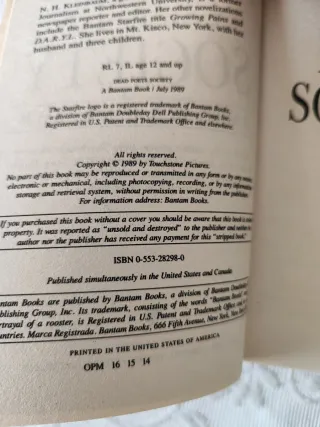 N. H. KLEINBAUM, is a former
Journalism at Northwestern University,
newspaper reporter and editor. Her other novelizations
include the Bantam Starfire title Growing Pains and
D.A.R.Y.L. She lives in Mt. Kisco, New York, with her
husband and three children.
RL 7, IL age 12 and up
DEAD POETS SOCIETY
A Bantam Book / July 1989
The Starfire logo is a registered trademark of Bantam Books,
a division of Bantam Doubleday Dell Publishing Group, Inc.
Registered in U.S. Patent and Trademark Office and elsewhere.
All rights reserved.
Copyright © 1989 by Touchstone Pictures.
No part of this book may be reproduced or transmitted in any form or by any means,
electronic or mechanical, including photocopying, recording, or by any information
storage and retrieval system, without permission in writing from the publisher.
For information address: Bantam Books.
If you purchased this book without a cover you should be aware that this book is stolen
property. It was reported as "unsold and destroyed" to the publisher and neither the
author nor the publisher has received any payment for this "stripped book."
ISBN 0-553-28298-0
Published simultaneously in the United States and Canada
Bantam Books are published by Bantam Books, a division of Bantam Doubleday
Publishing Group, Inc. Its trademark, consisting of the words "Bantam Books" and
portrayal of a rooster, is Registered in U.S. Patent and Trademark Office and
countries. Marca Registrada. Bantam Books, 666 Fifth Avenue, New York, New York
PRINTED IN THE UNITED STATES OF AMERICA
OPM 16 15 14
SO